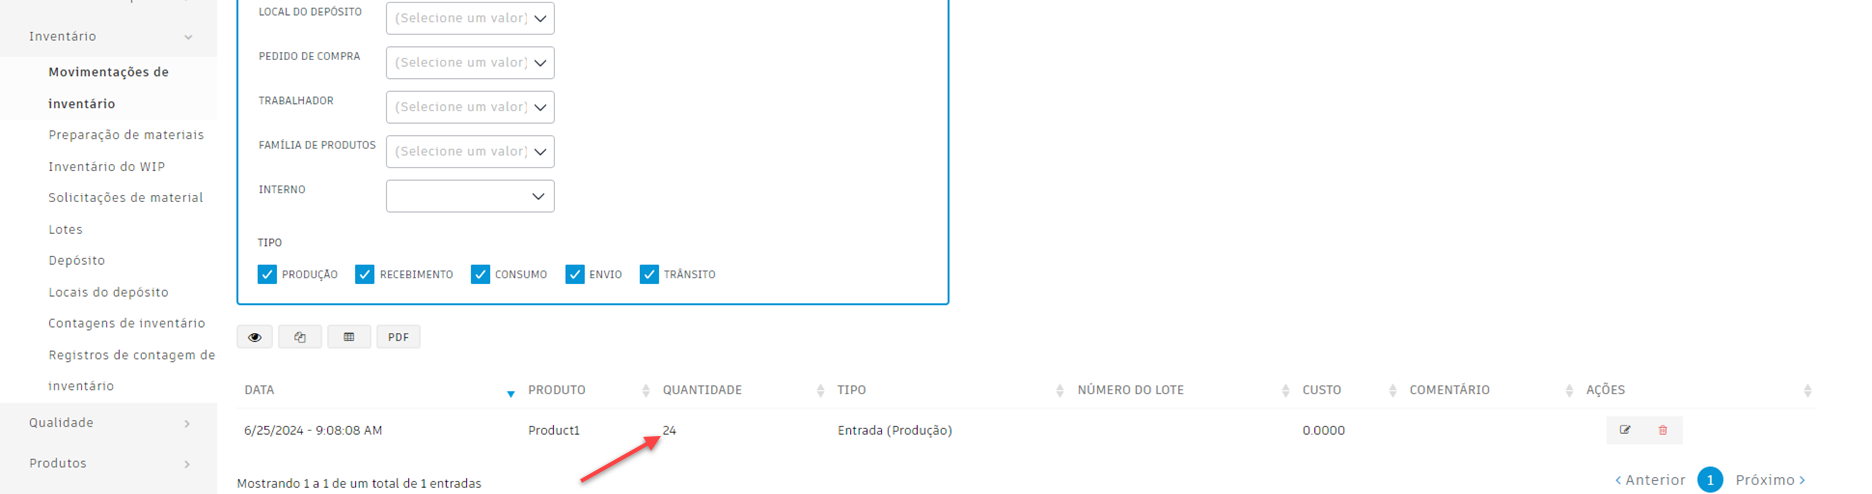 Inventário
Movimentações de
inventário
Preparação de materiais
Inventário do WIP
Solicitações de material
Lotes
Depósito
Locais do depósito
Contagens de inventário
Registros de contagem de
inventário
Qualidade
Produtos
LOCAL DO DEPÓSITO (Selecione um valor)
PEDIDO DE COMPRA (Selecione um valor)
TRABALHADOR (Selecione um valor)
FAMÍLIA DE PRODUTOS (Selecione um valor)
INTERNO
TIPO
PRODUÇÃO RECEBIMENTO CONSUMO ENVIO TRÂNSITO
PDF
DATA PRODUTO QUANTIDADE TIPO NÚMERO DO LOTE CUSTO COMENTÁRIO AÇÕES
6/25/2024 - 9:08:08 AM Product1 24 Entrada (Produção) 0.0000
Mostrando 1 a 1 de um total de 1 entradas
Anterior 1 Próximo